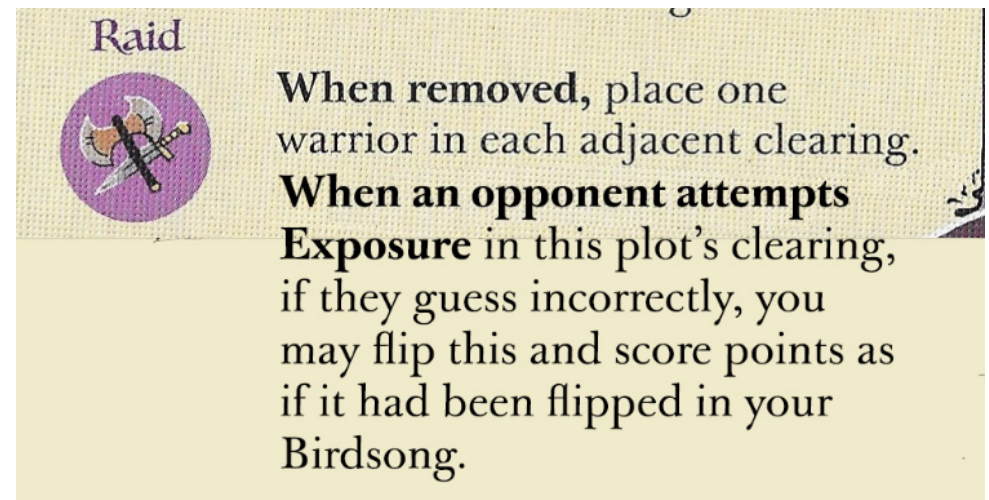 Raid
When removed, place one
warrior in each adjacent clearing.
When an opponent attempts
Exposure in this plot's clearing,
if they guess incorrectly, you
may flip this and score points as
if it had been flipped in your
Birdsong.